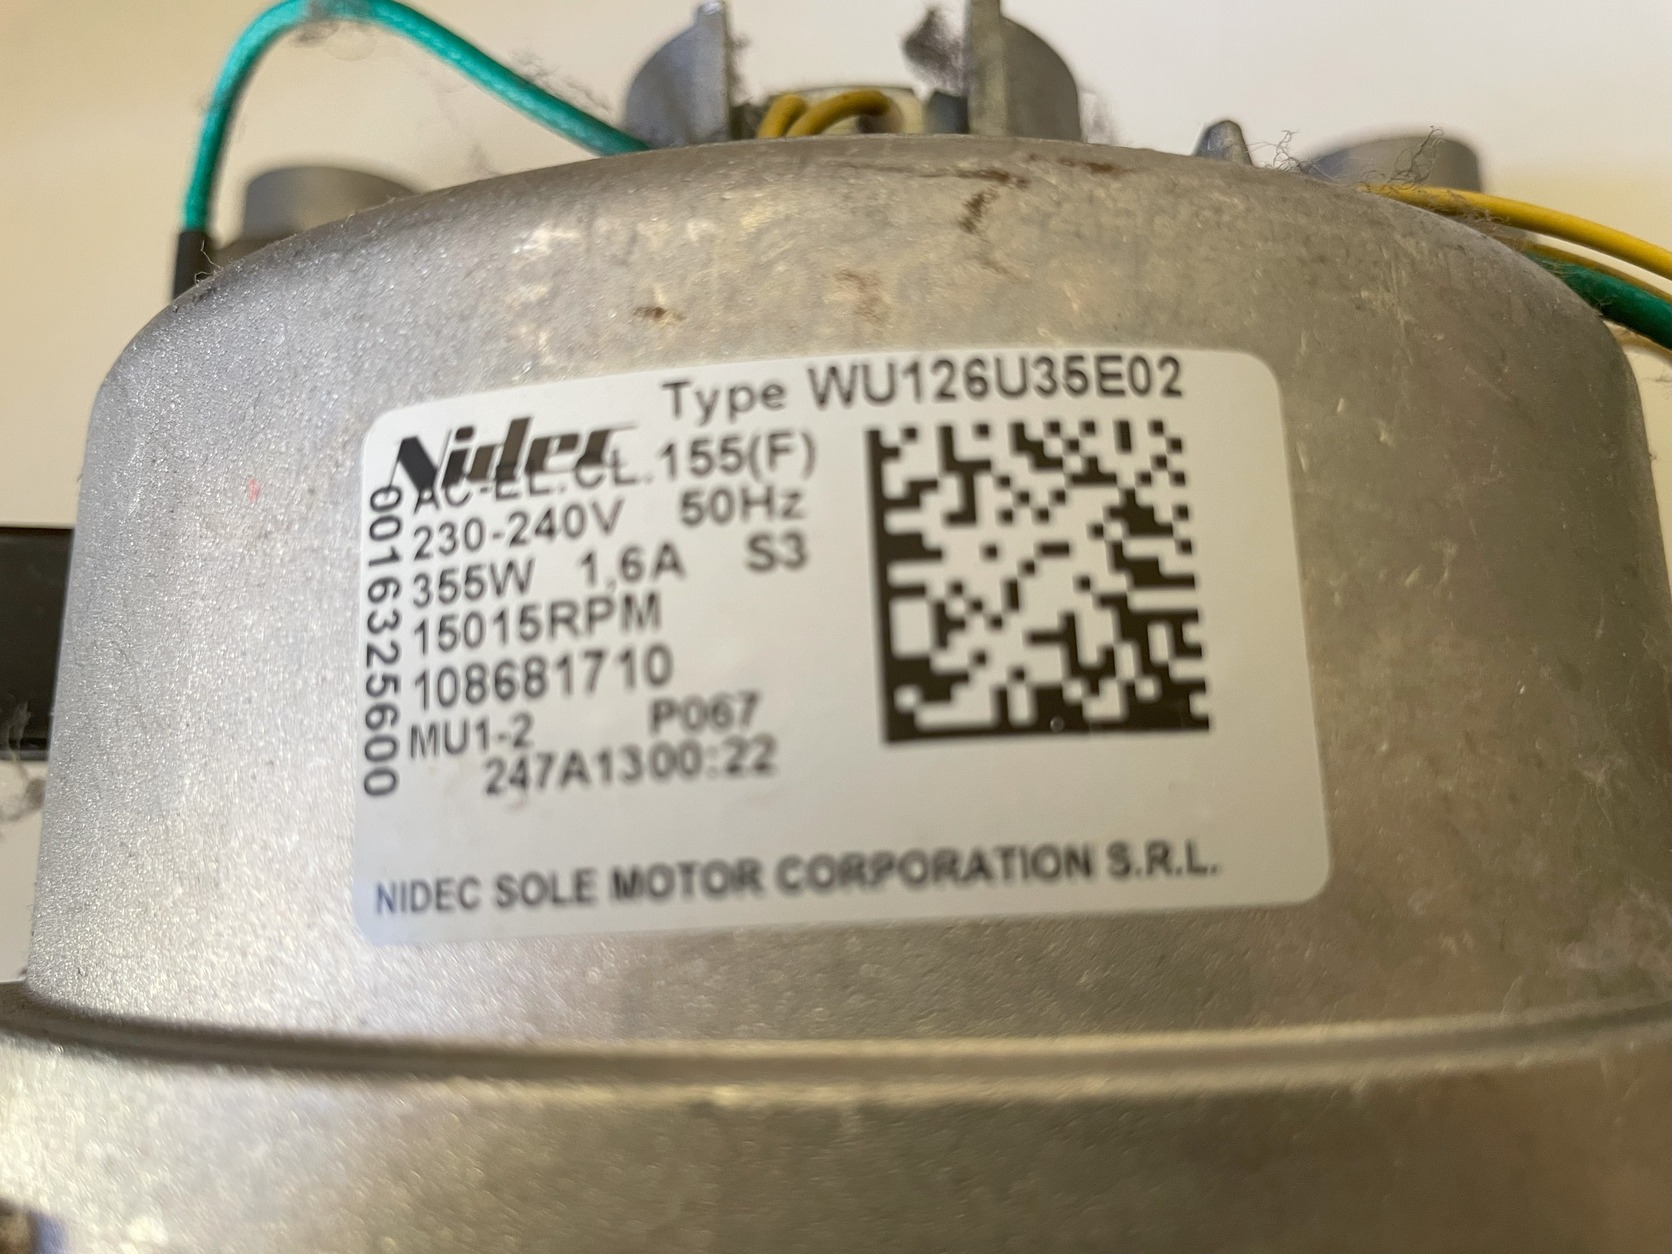 Type WU126U35E02
Nidec
AC-EL.CL.155(F)
230-240V 50Hz
355W 1,6A S3
15015RPM
108681710
MU1-2 P067
247A1300:22
00163225600
NIDEC SOLE MOTOR CORPORATION S.R.L.